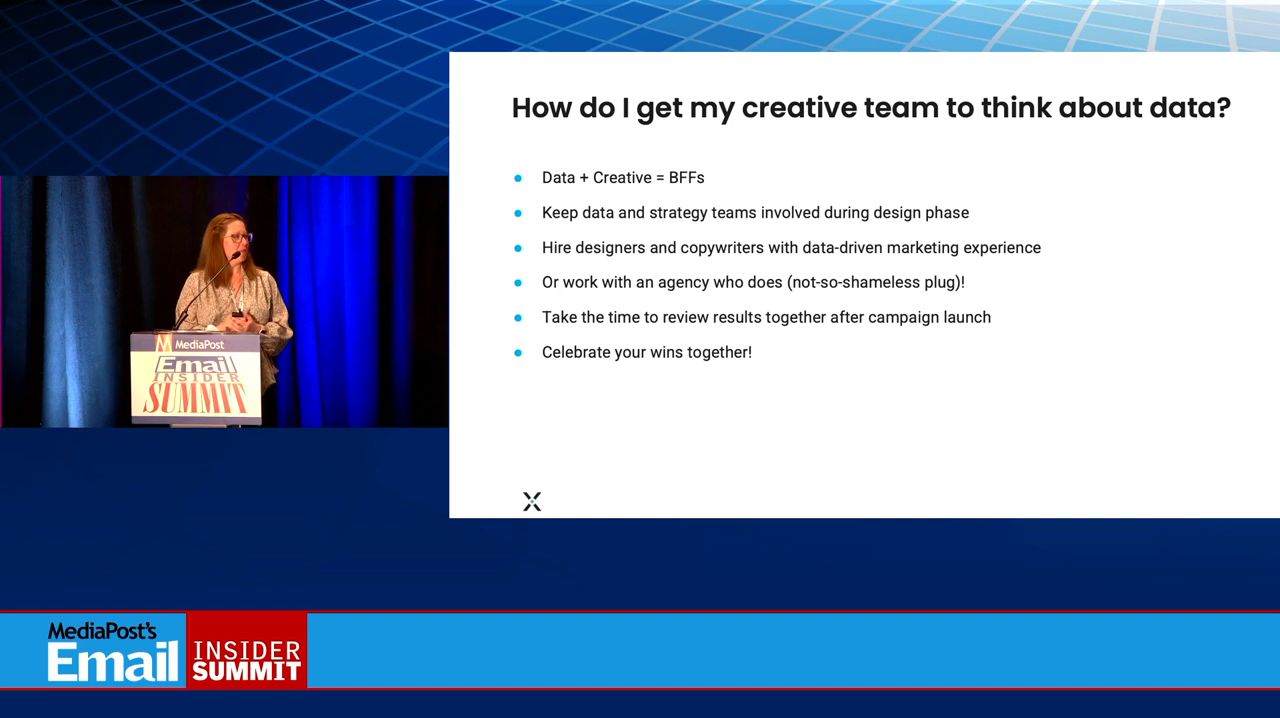 How do I get my creative team to think about data?
Data + Creative = BFFs
Keep data and strategy teams involved during design phase
Hire designers and copywriters with data-driven marketing experience
Or work with an agency who does (not-so-shameless plug)!
Take the time to review results together after campaign launch
Celebrate your wins together!
M MediaPost
Email
INSIDER
SUMMIT
MediaPost's
Email
INSIDER
SUMMIT